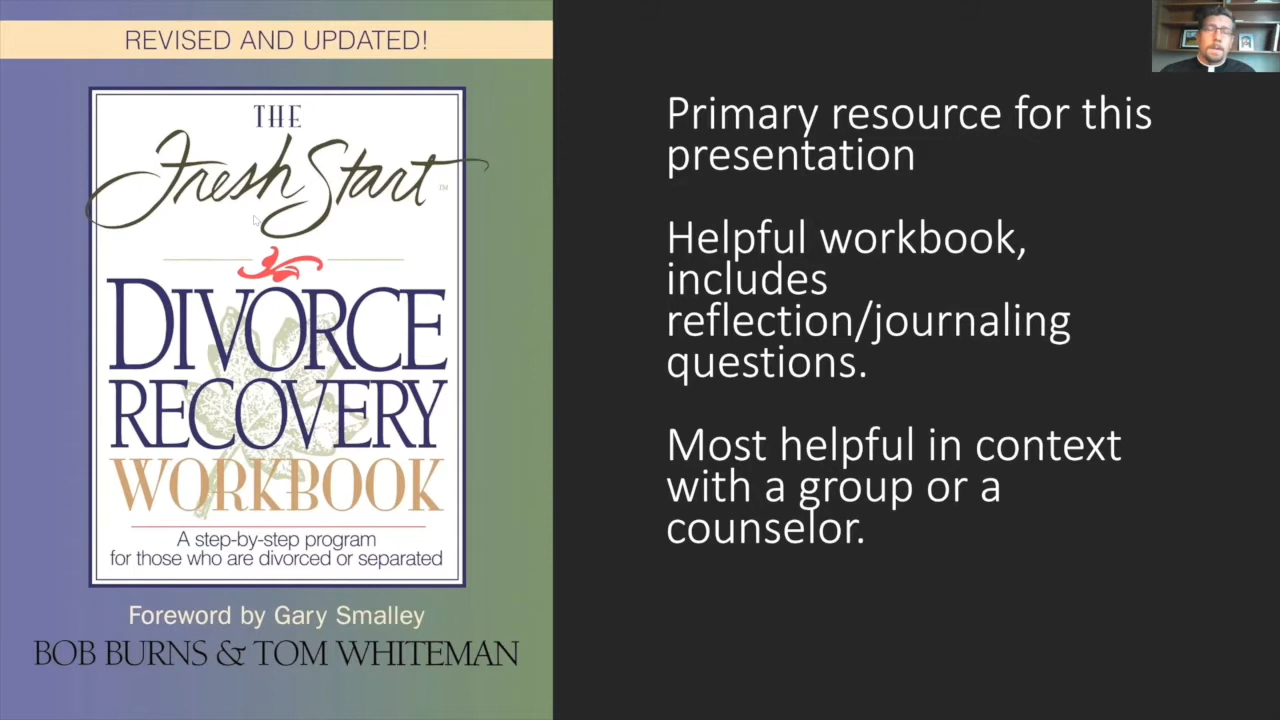 REVISED AND UPDATED!
THE
Fresh Start™
DIVORCE
RECOVERY
WORKBOOK
A step-by-step program
for those who are divorced or separated
Foreword by Gary Smalley
BOB BURNS & TOM WHITEMAN
Primary resource for this
presentation
Helpful workbook,
includes
reflection/journaling
questions.
Most helpful in context
with a group or a
counselor.